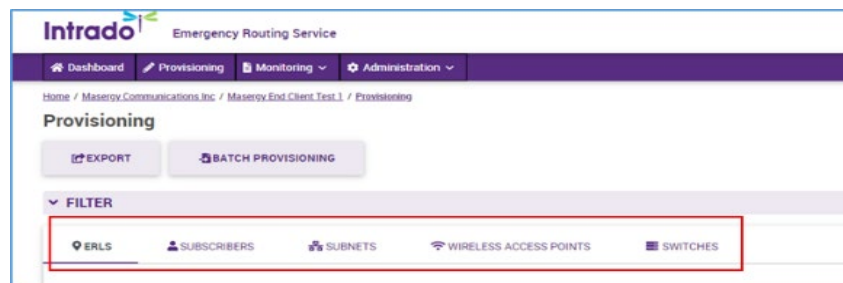 Intrado Emergency Routing Service
Dashboard Provisioning Monitoring Administration
Home / Masergy Communications Inc / Masergy End Client Test 1 / Provisioning
Provisioning
EXPORT BATCH PROVISIONING
FILTER
ERLS SUBSCRIBERS SUBNETS WIRELESS ACCESS POINTS SWITCHES